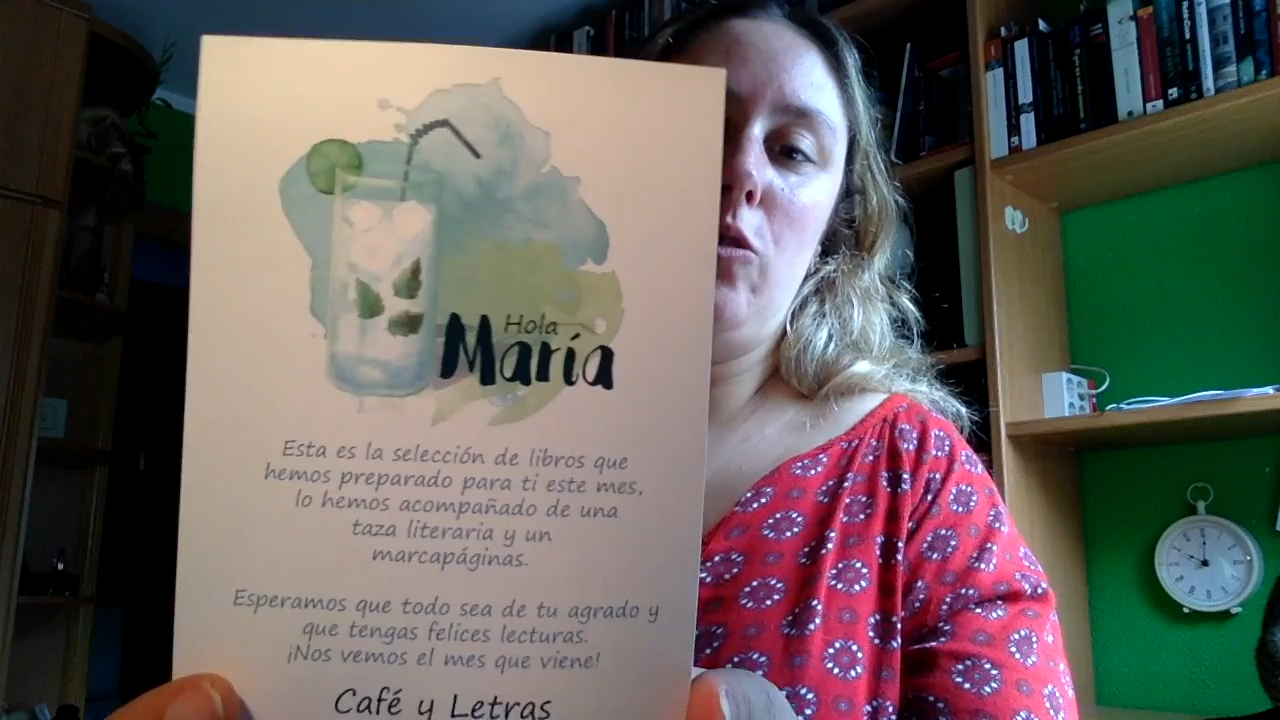 Hola
María
Esta es la selección de libros que
hemos preparado para ti este mes,
lo hemos acompañado de una
taza literaria y un
marcapáginas.
Esperamos que todo sea de tu agrado y
que tengas felices lecturas.
¡Nos vemos el mes que viene!
Café y Letras